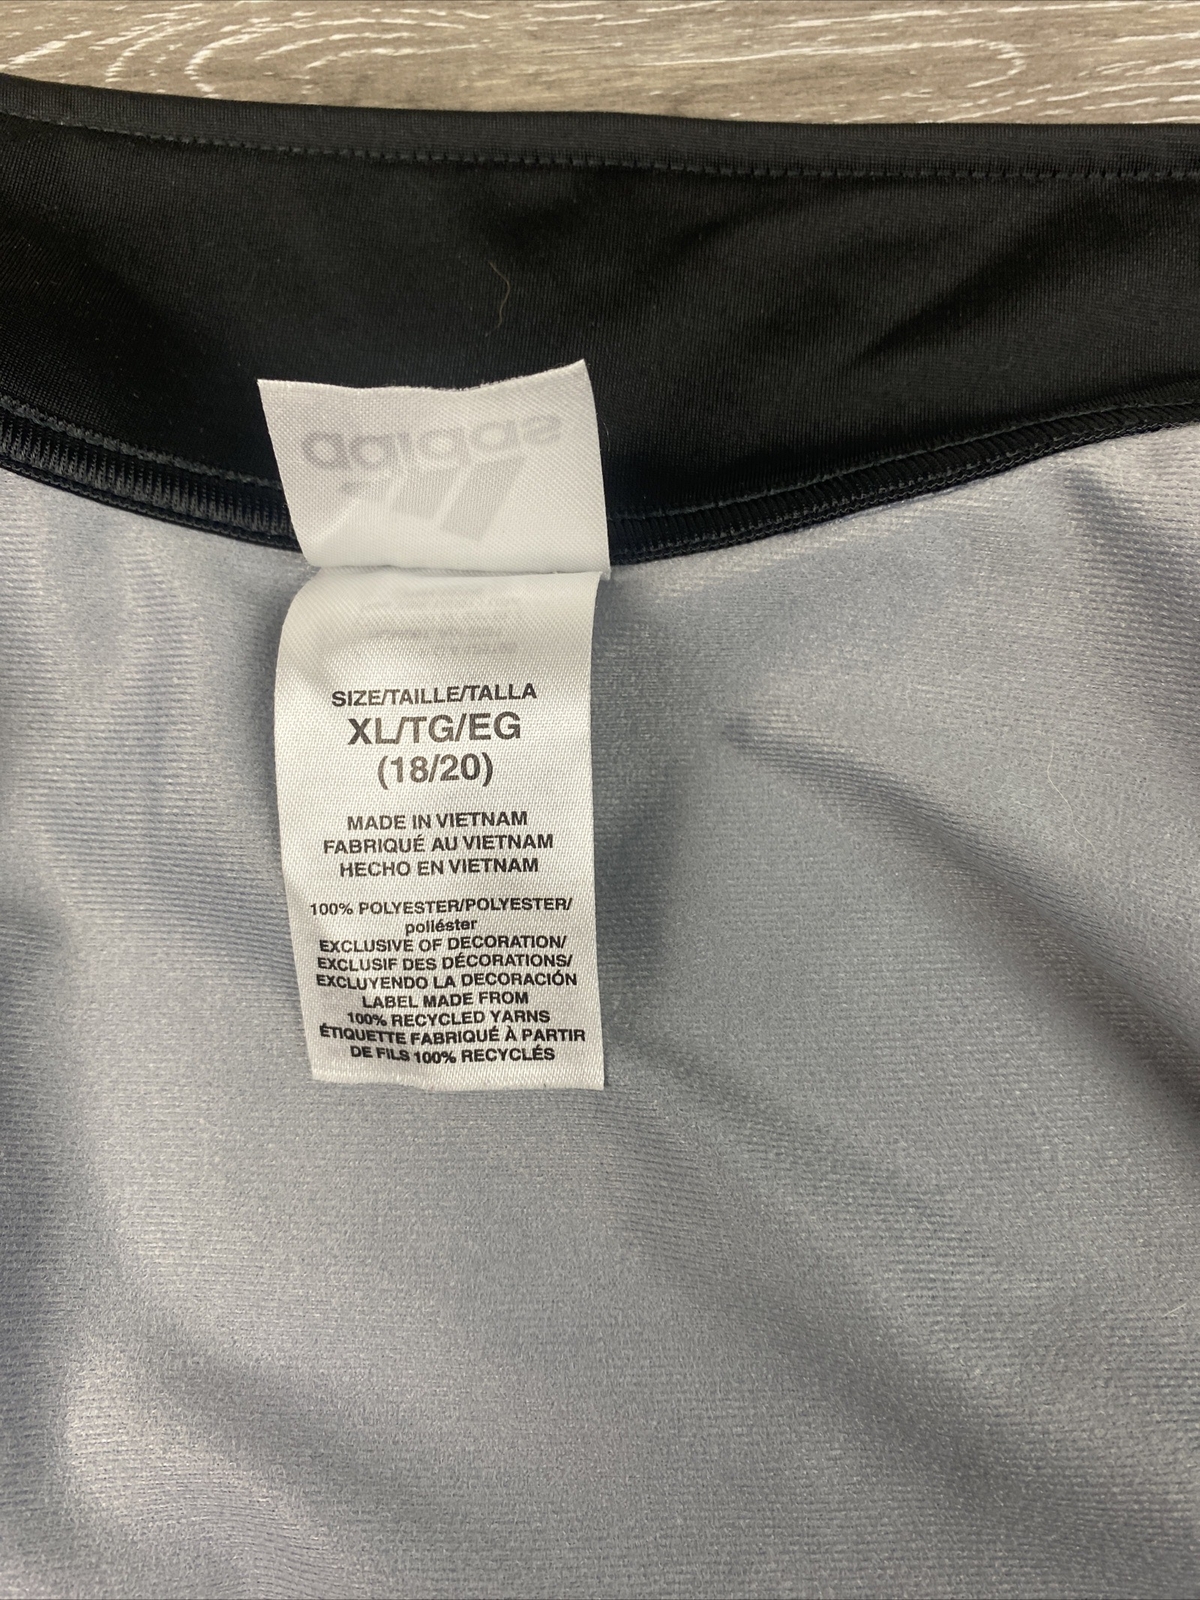 adidas
SIZE/TAILLE/TALLA
XL/TG/EG
(18/20)
MADE IN VIETNAM
FABRIQUÉ AU VIETNAM
HECHO EN VIETNAM
100% POLYESTER/POLYESTER/
poliéster
EXCLUSIVE OF DECORATION/
EXCLUSIF DES DÉCORATIONS/
EXCLUYENDO LA DECORACIÓN
LABEL MADE FROM
100% RECYCLED YARNS
ÉTIQUETTE FABRIQUÉ À PARTIR
DE FILS 100% RECYCLÉS